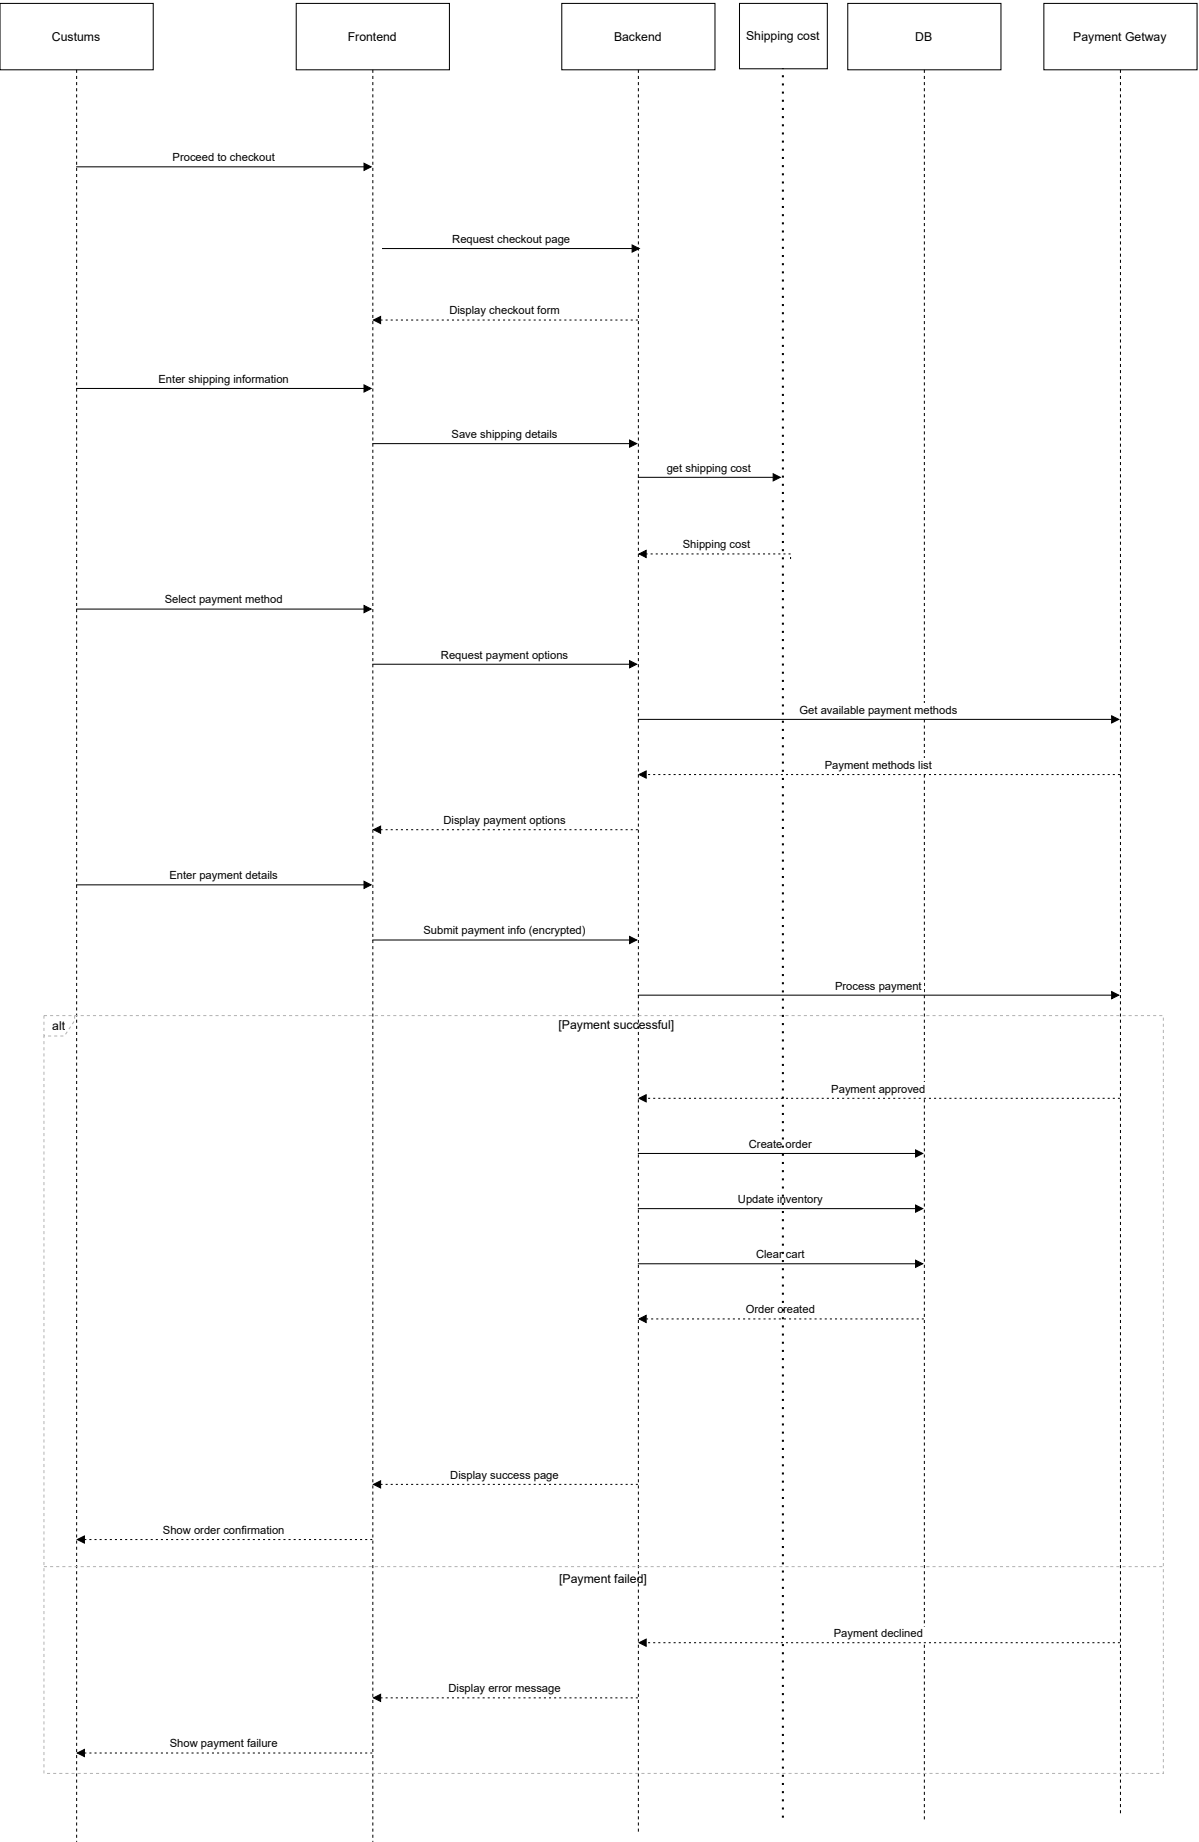 Custums
Frontend
Backend
Shipping cost
DB
Payment Getway
Proceed to checkout
Request checkout page
Display checkout form
Enter shipping information
Save shipping details
get shipping cost
Shipping cost
Select payment method
Request payment options
Get available payment methods
Payment methods list
Display payment options
Enter payment details
Submit payment info (encrypted)
Process payment
alt
[Payment successful]
Payment approved
Create order
Update inventory
Clear cart
Order created
Display success page
Show order confirmation
[Payment failed]
Payment declined
Display error message
Show payment failure